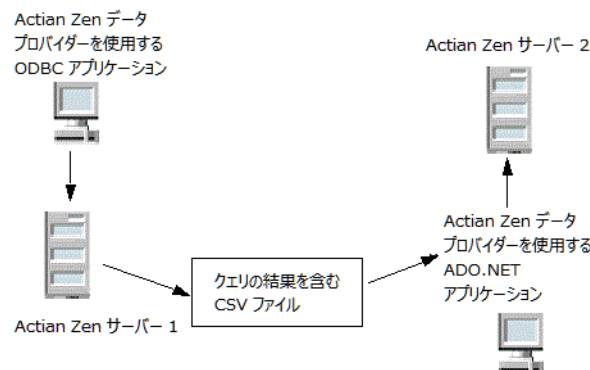 Actian Zen データ
プロバイダーを使用する
ODBC アプリケーション
Actian Zen サーバー 2
Actian Zen サーバー 1
クエリの結果を含む
CSV ファイル
Actian Zen データ
プロバイダーを使用する
ADO.NET
アプリケーション